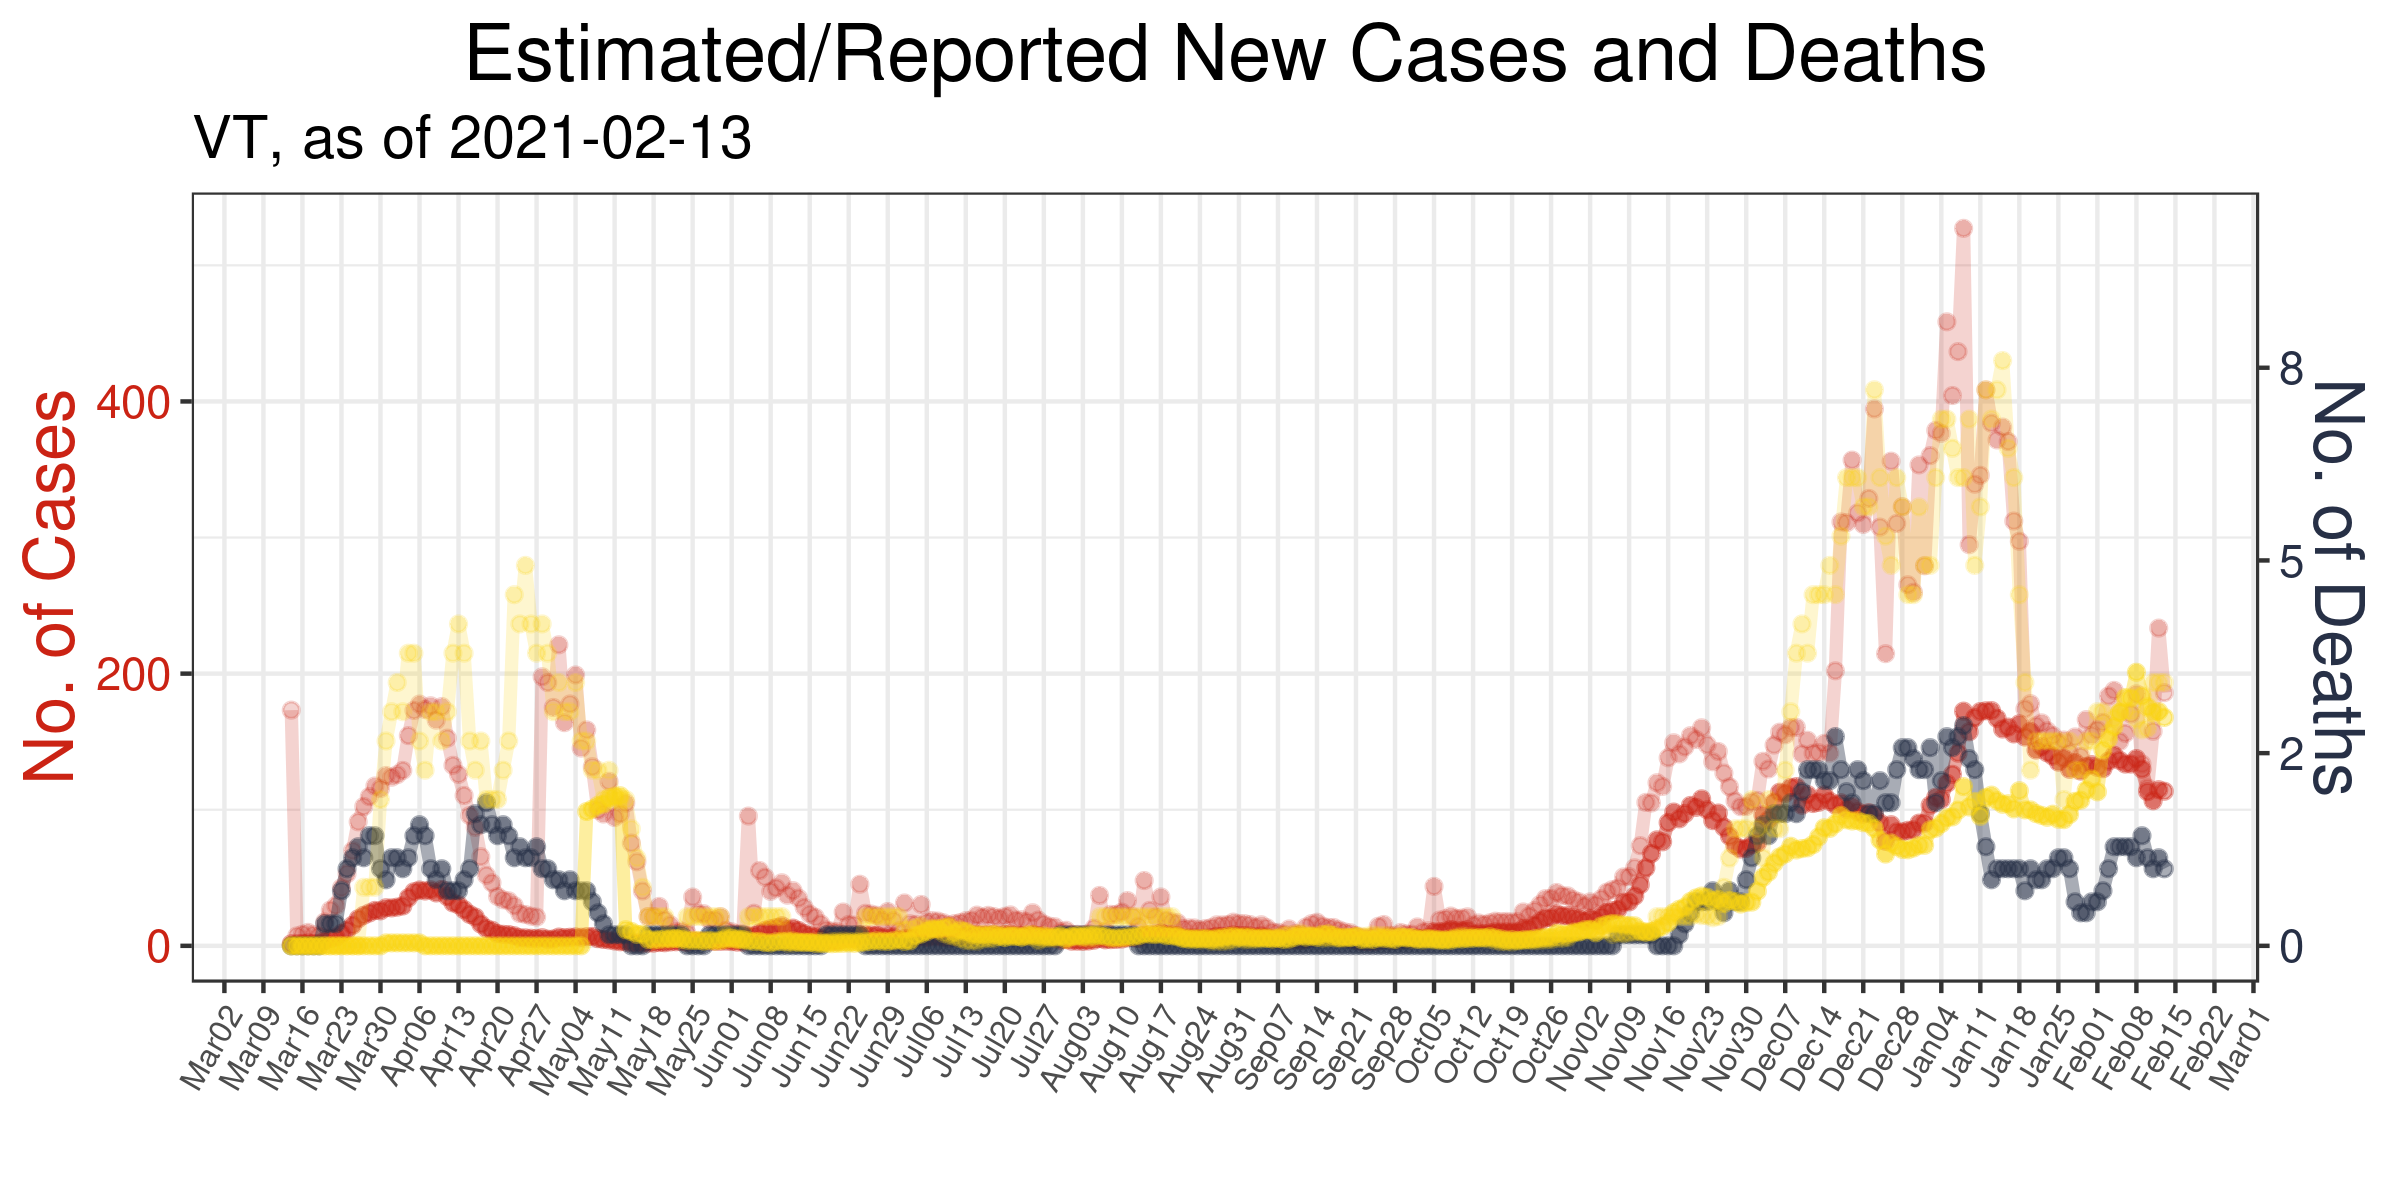 Estimated/Reported New Cases and Deaths
VT, as of 2021-02-13
No. of Cases
400
200
0
8
5
2
0
No. of Deaths
Mar02
Mar09
Mar16
Mar23
Mar30
Apr06
Apr13
Apr20
Apr27
May04
May11
May18
May25
Jun01
Jun08
Jun15
Jun22
Jun29
Jul06
Jul13
Jul20
Jul27
Aug03
Aug10
Aug17
Aug24
Aug31
Sep07
Sep14
Sep21
Sep28
Oct05
Oct12
Oct19
Oct26
Nov02
Nov09
Nov16
Nov23
Nov30
Dec07
Dec14
Dec21
Dec28
Jan04
Jan11
Jan18
Jan25
Feb01
Feb08
Feb15
Feb22
Mar01